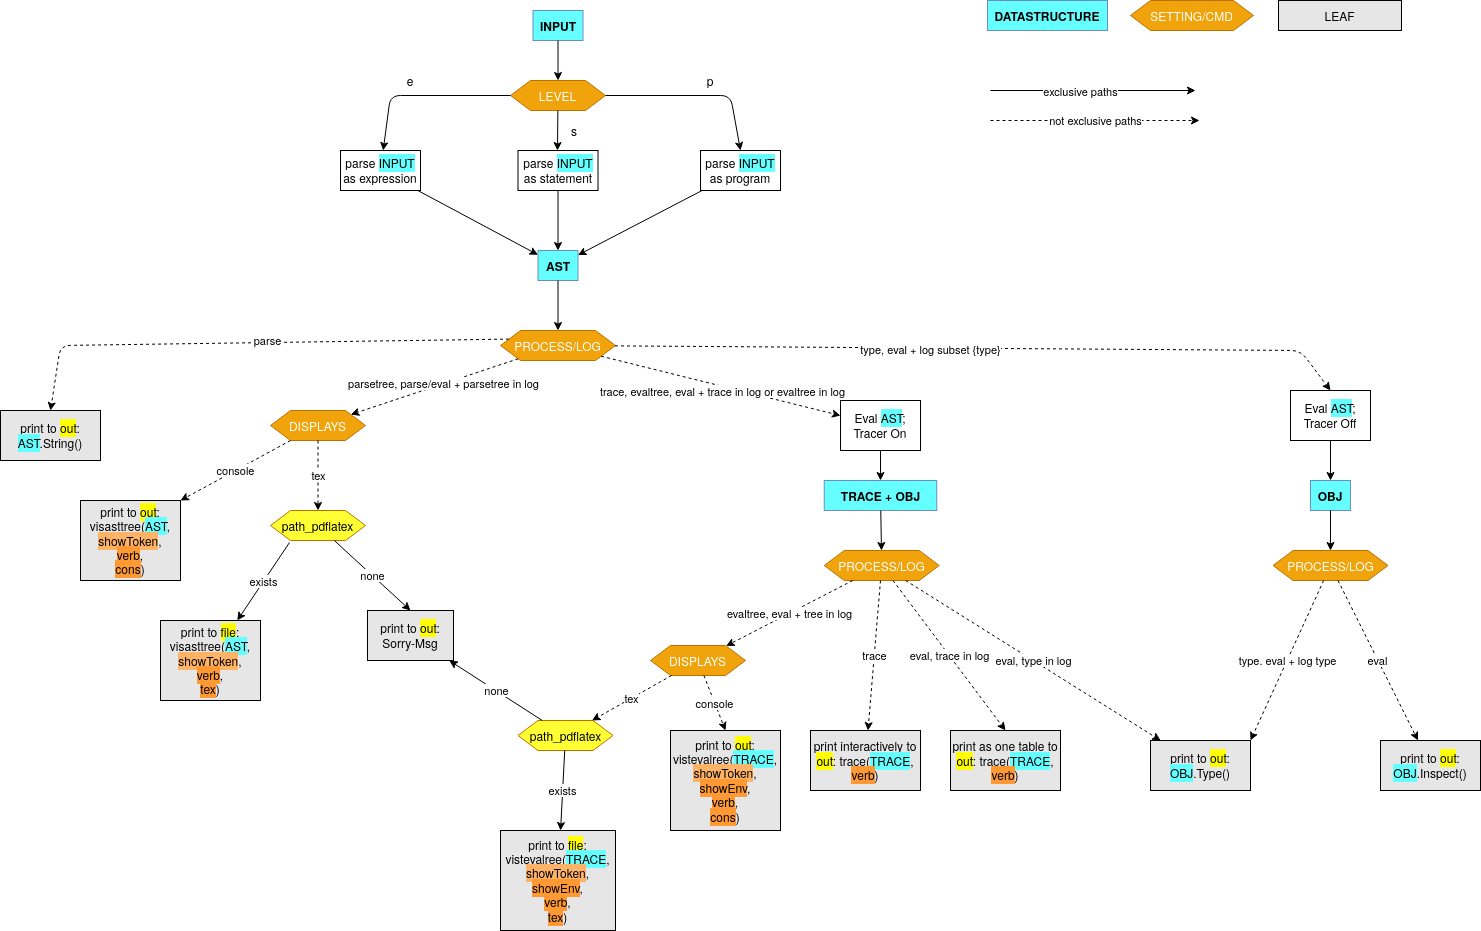 INPUT
DATASTRUCTURE
SETTING/CMD
LEAF
e
p
LEVEL
exclusive paths
s
not exclusive paths
parse INPUT
as expression
parse INPUT
as statement
parse INPUT
as program
AST
parse
PROCESS/LOG
type, eval + log subset {type}
parsetree, parse/eval + parsetree in log
trace, evaltree, eval + trace in log or evaltree in log
print to out:
AST.String()
DISPLAYS
Eval AST;
Tracer On
Eval AST;
Tracer Off
console
tex
TRACE + OBJ
OBJ
print to out:
visasttree(AST,
showToken,
verb,
cons)
path_pdflatex
exists
none
PROCESS/LOG
PROCESS/LOG
print to file:
visasttree(AST,
showToken,
verb,
tex)
print to out:
Sorry-Msg
evaltree, eval + tree in log
DISPLAYS
trace
eval, trace in log
eval, type in log
type. eval + log type
eval
none
tex
console
path_pdflatex
print to out:
vistevalree(TRACE,
showToken,
showEnv,
verb,
cons)
print interactively to
out: trace(TRACE,
verb)
print as one table to
out: trace(TRACE,
verb)
print to out:
OBJ.Type()
print to out:
OBJ.Inspect()
exists
print to file:
vistevalree(TRACE,
showToken,
showEnv,
verb,
tex)